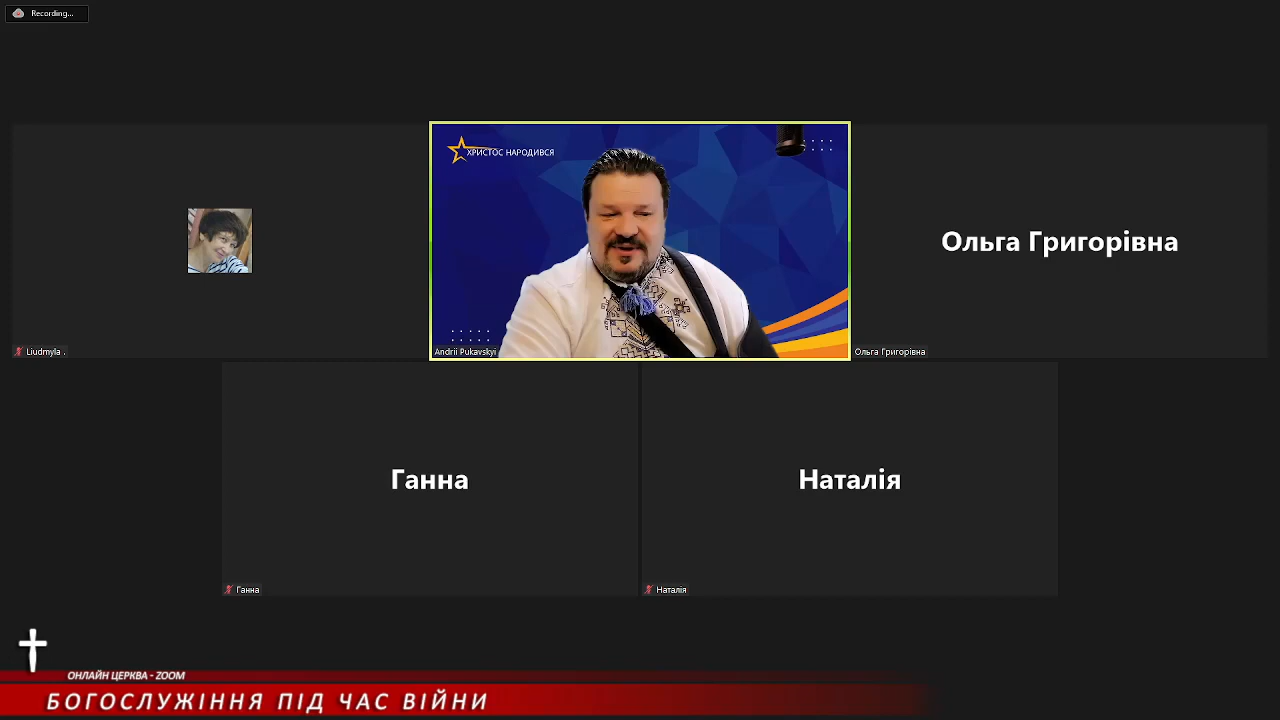 Recording...
ХРИСТОС НАРОДИВСЯ
Ольга Григорівна
Liudmyla .
Andrii Pukavskyi
Ольга Григорівна
Ганна
Наталія
Ганна
Наталія
ОНЛАЙН ЦЕРКВА - ZOOM
БОГОСЛУЖІННЯ ПІД ЧАС ВІЙНИ